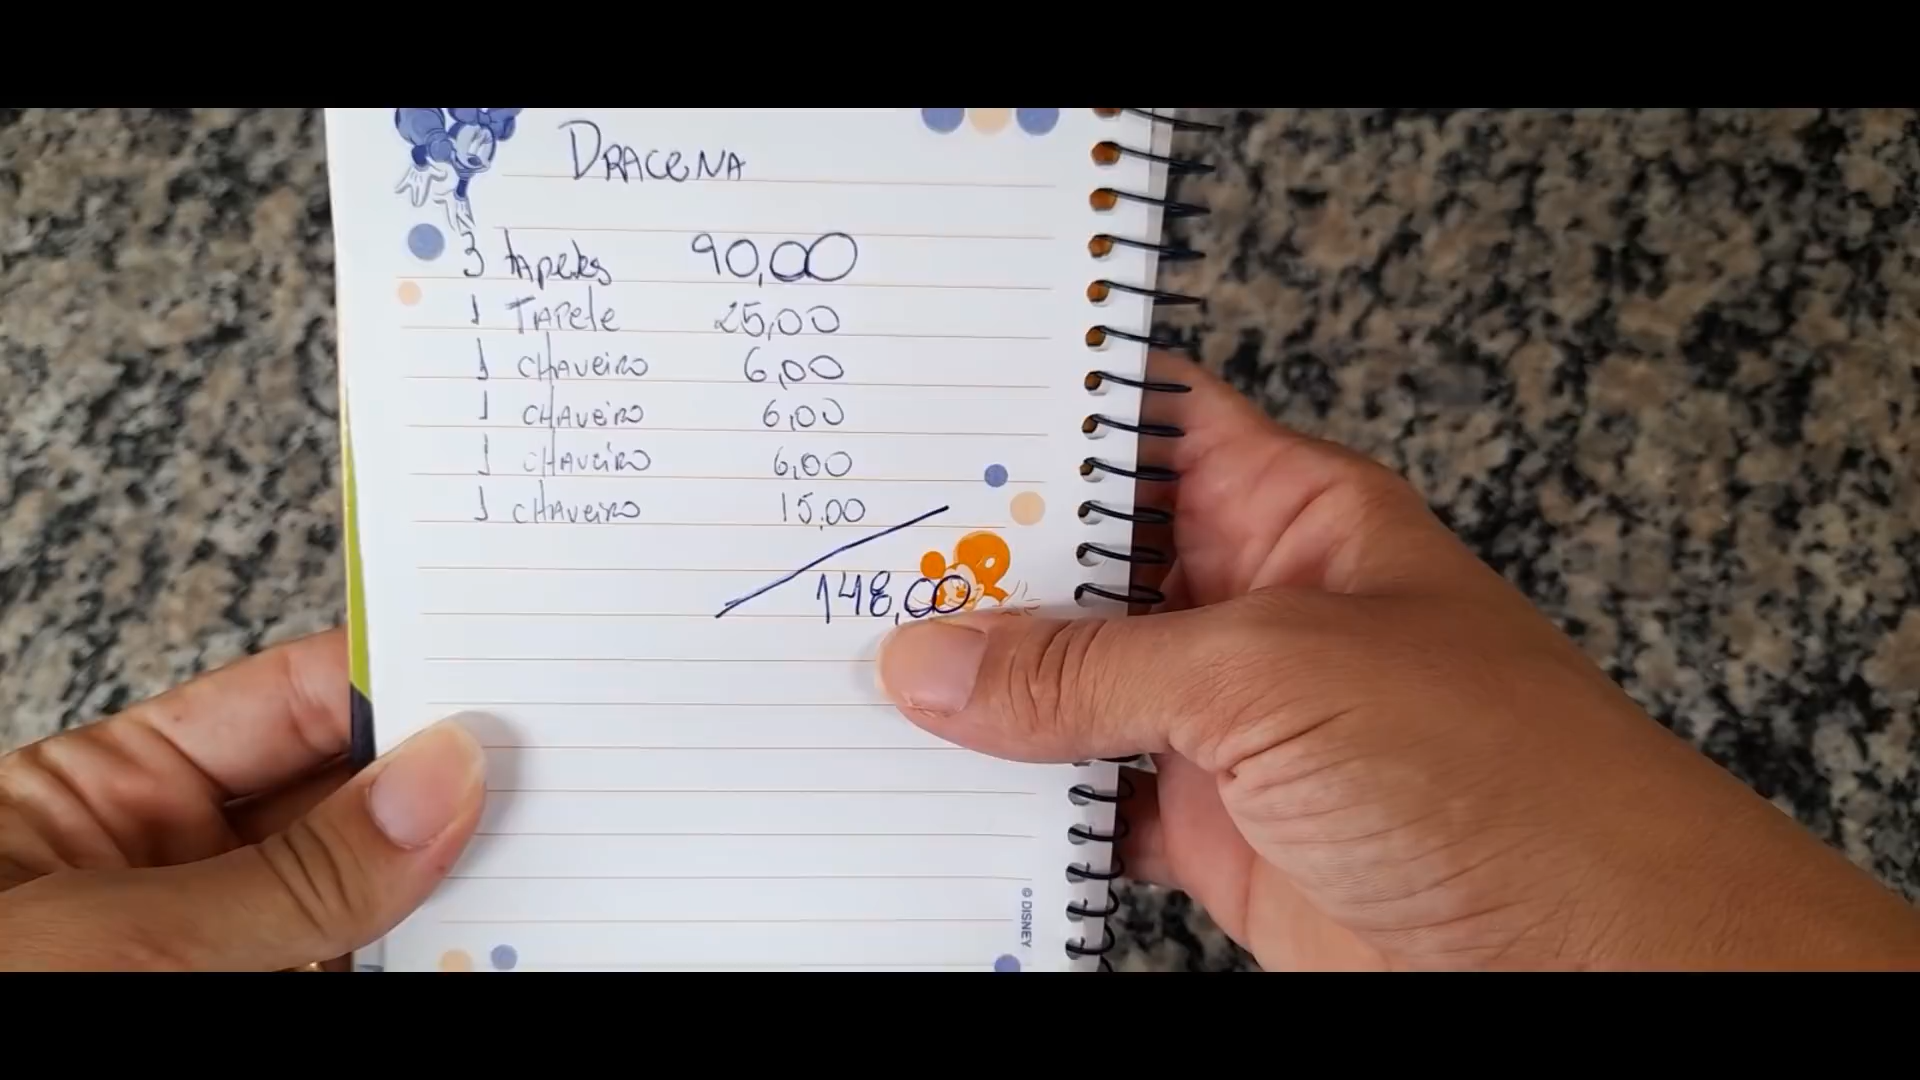 DRACENA
3 tapetes 90,00
1 TAPete 25,00
1 CHAVeiRO 6,00
1 CHAVeiRO 6,00
1 CHAVeiRO 6,00
1 CHAVeiRO 15,00
148,00
© DISNEY